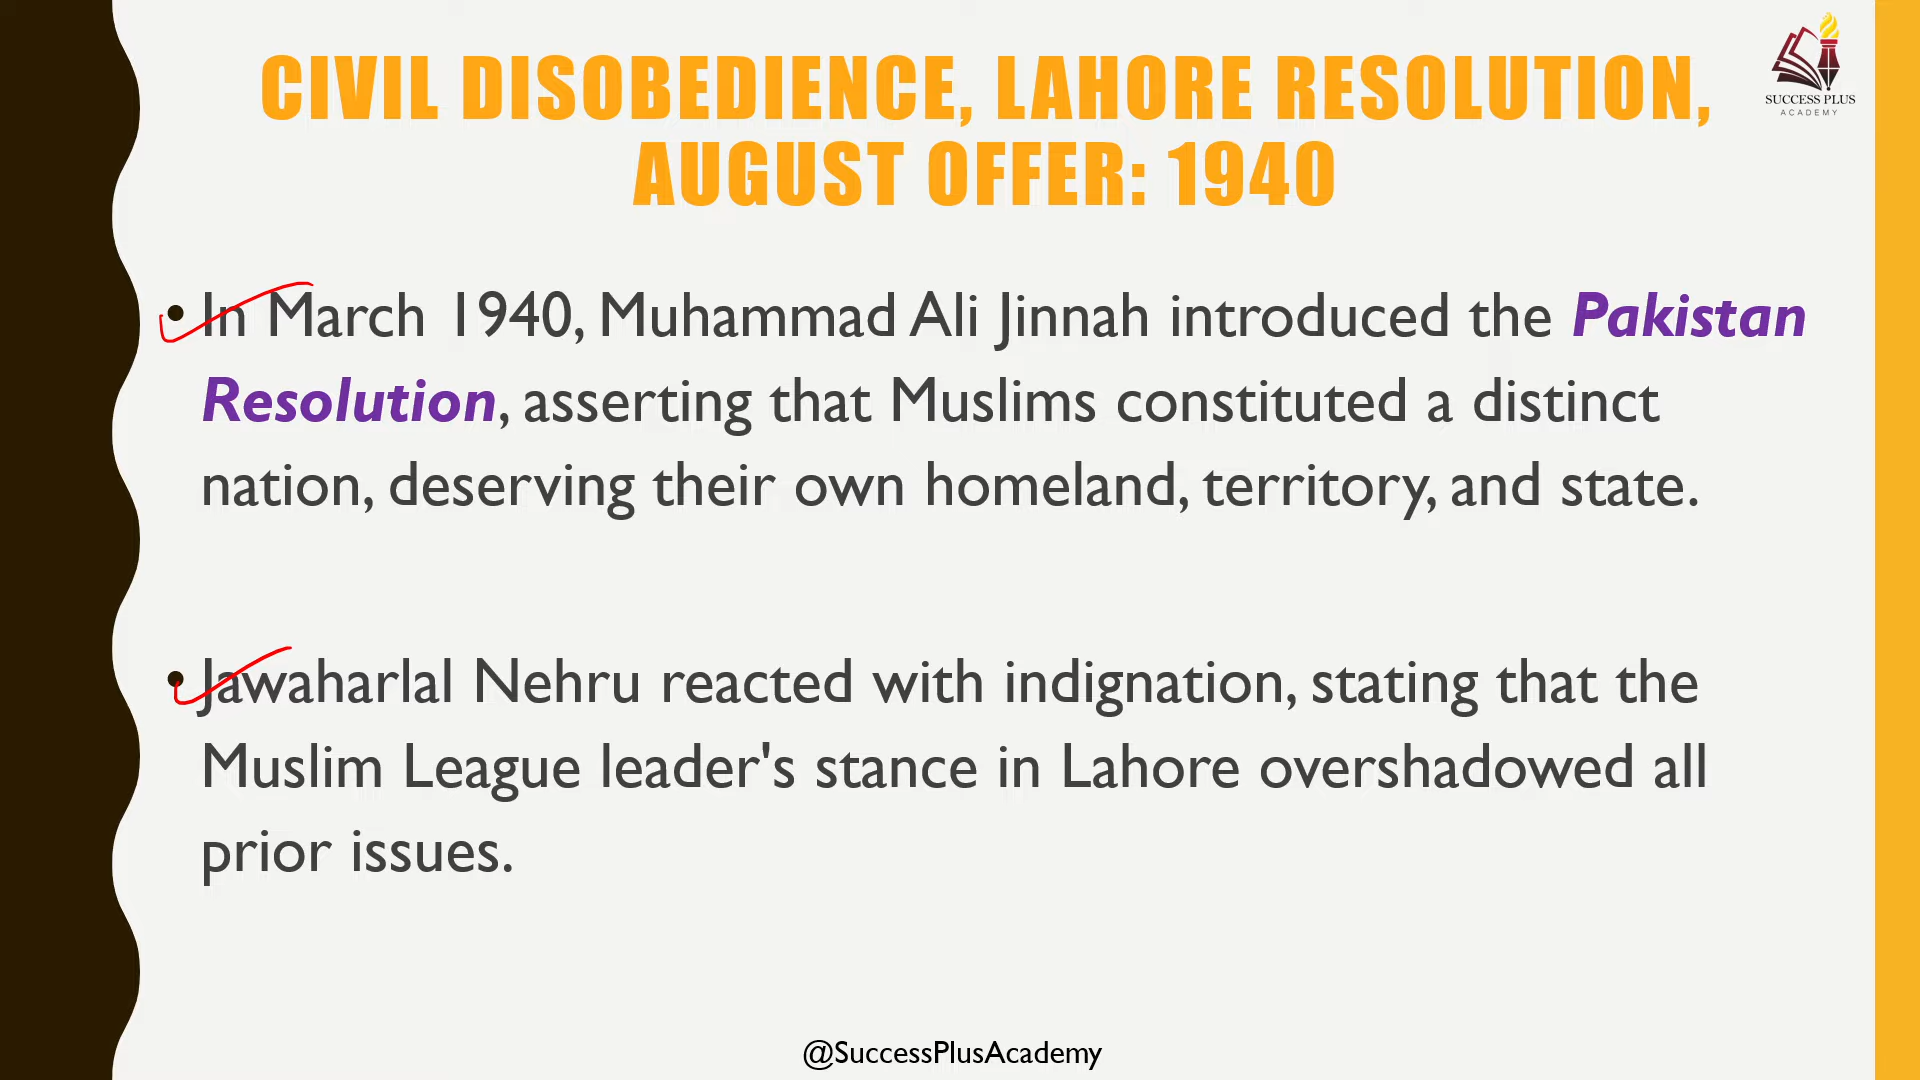 CIVIL DISOBEDIENCE, LAHORE RESOLUTION,
AUGUST OFFER: 1940
SUCCESS PLUS
ACADEMY
• In March 1940, Muhammad Ali Jinnah introduced the Pakistan
Resolution, asserting that Muslims constituted a distinct
nation, deserving their own homeland, territory, and state.
• Jawaharlal Nehru reacted with indignation, stating that the
Muslim League leader's stance in Lahore overshadowed all
prior issues.
@SuccessPlusAcademy